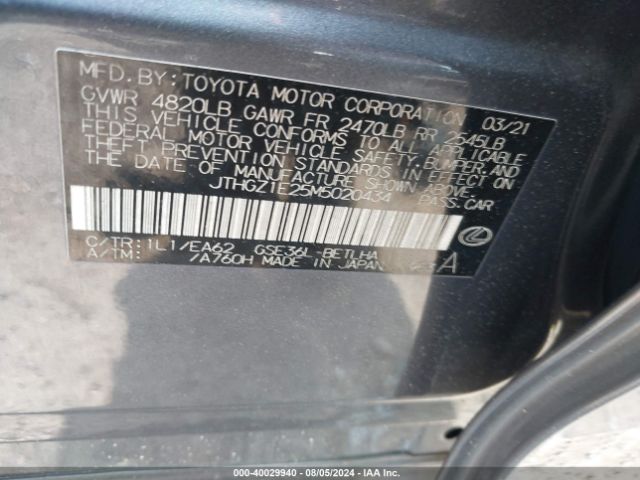 MFD. BY: TOYOTA MOTOR CORPORATION 03/21
GVWR 4820LB GAWR FR 2470LB RR 2545LB
THIS VEHICLE CONFORMS TO ALL APPLICABLE
FEDERAL MOTOR VEHICLE SAFETY, BUMPER, AND
THEFT PREVENTION STANDARDS IN EFFECT ON
THE DATE OF MANUFACTURE SHOWN ABOVE.
JTHGZ1E25M5020434 PASS. CAR
C/TR: 1L1/EA62 GSE36L-BETLHA
A/TM: /A760H MADE IN JAPAN A
000-40029940 - 08/05/2024 - IAA Inc.